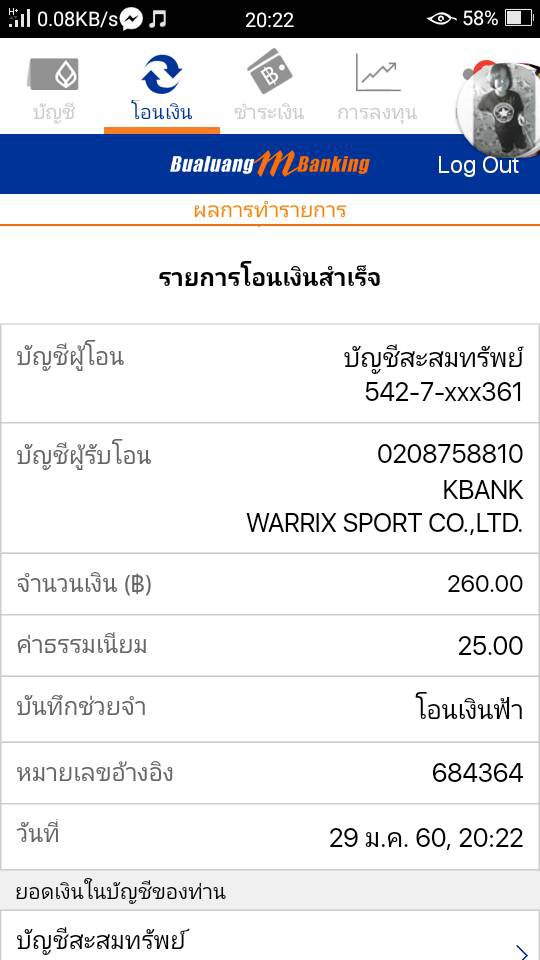 H+ 0.08KB/s 20:22 58%
บัญชี โอนเงิน ชำระเงิน การลงทุน
Bualuang mBanking Log Out
ผลการทำรายการ
รายการโอนเงินสำเร็จ
บัญชีผู้โอน บัญชีสะสมทรัพย์
542-7-xxx361
บัญชีผู้รับโอน 0208758810
KBANK
WARRIX SPORT CO.,LTD.
จำนวนเงิน (฿) 260.00
ค่าธรรมเนียม 25.00
บันทึกช่วยจำ โอนเงินฟ้า
หมายเลขอ้างอิง 684364
วันที่ 29 ม.ค. 60, 20:22
ยอดเงินในบัญชีของท่าน
บัญชีสะสมทรัพย์